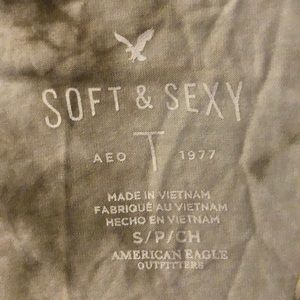 SOFT & SEXY
AEO T 1977
MADE IN VIETNAM
FABRIQUÉ AU VIETNAM
HECHO EN VIETNAM
S/P/CH
AMERICAN EAGLE
OUTFITTERS